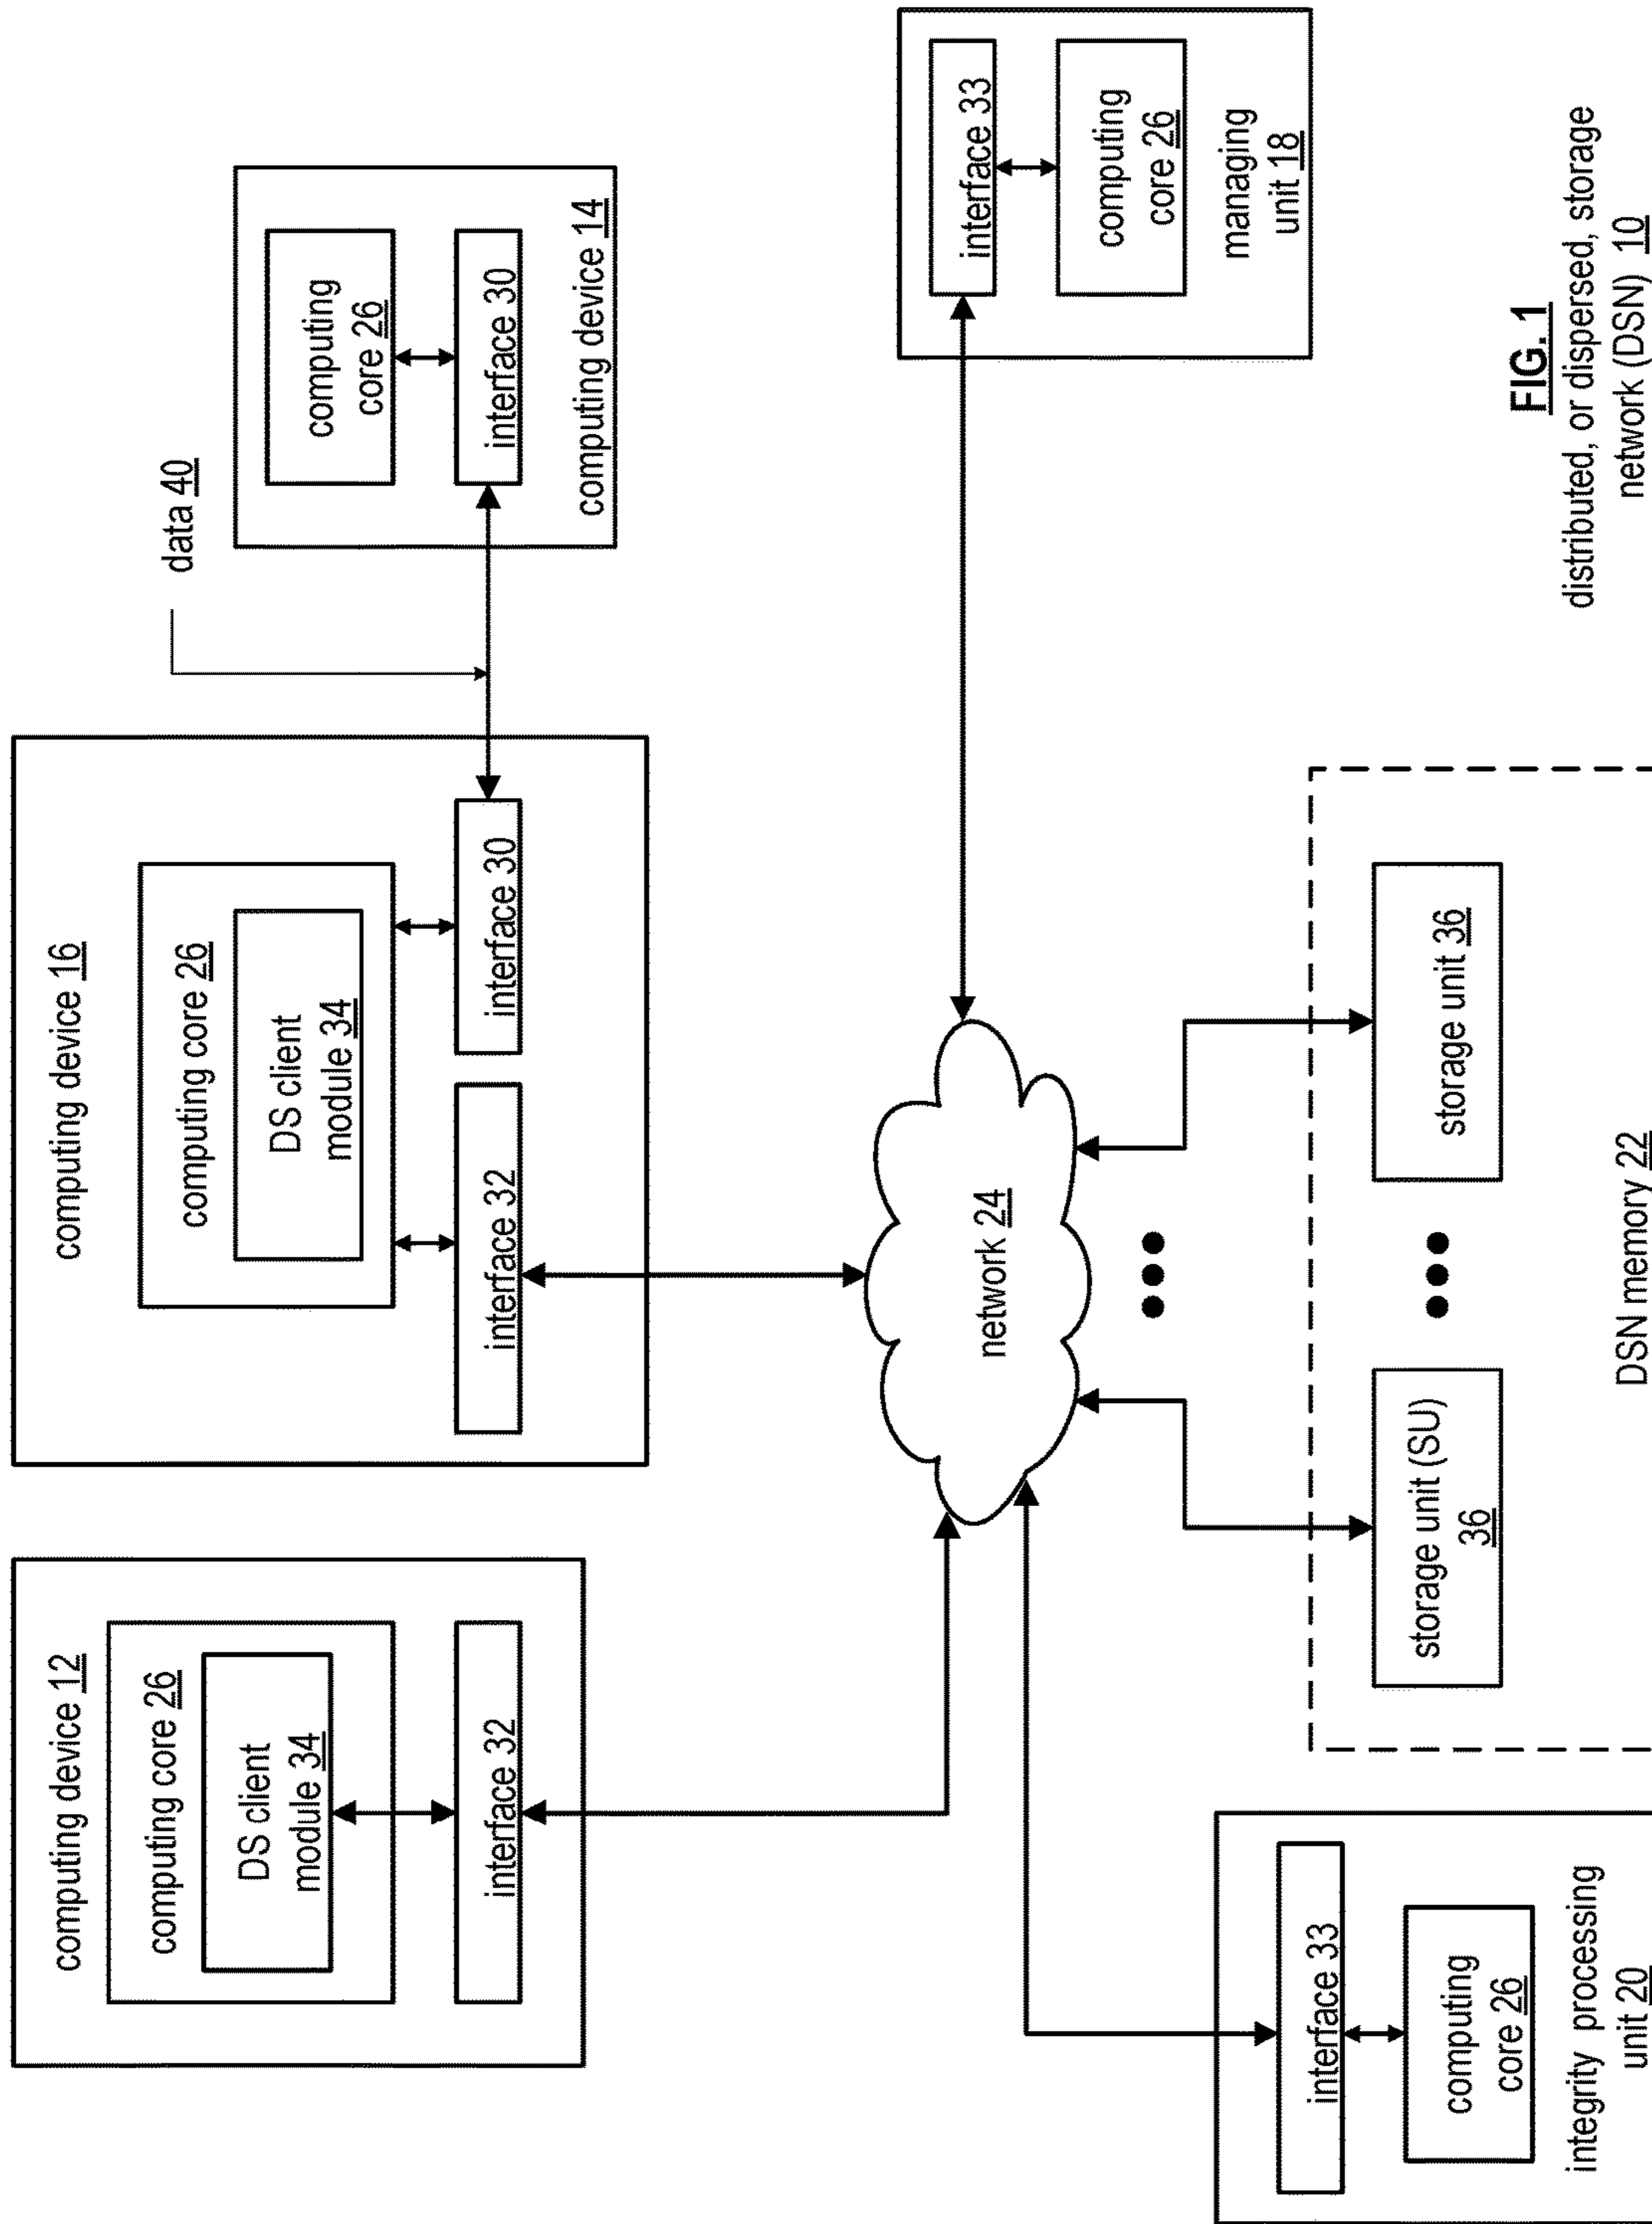 computing device 12
computing core 26
DS client
module 34
interface 32
computing device 16
computing core 26
DS client
module 34
interface 32
interface 30
data 40
computing
core 26
interface 30
computing device 14
network 24
interface 33
computing
core 26
managing
unit 18
interface 33
computing
core 26
integrity processing
unit 20
storage unit (SU)
36
storage unit 36
DSN memory 22
FIG. 1
distributed, or dispersed, storage
network (DSN) 10